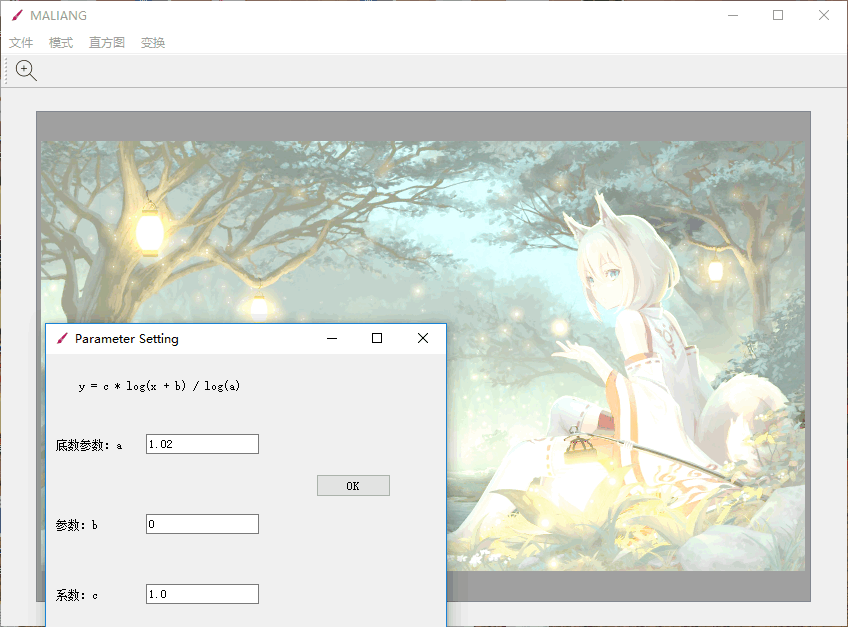 MALIANG
文件 模式 直方图 变换
Parameter Setting
y = c * log(x + b) / log(a)
底数参数: a 1.02
OK
参数: b 0
系数: c 1.0